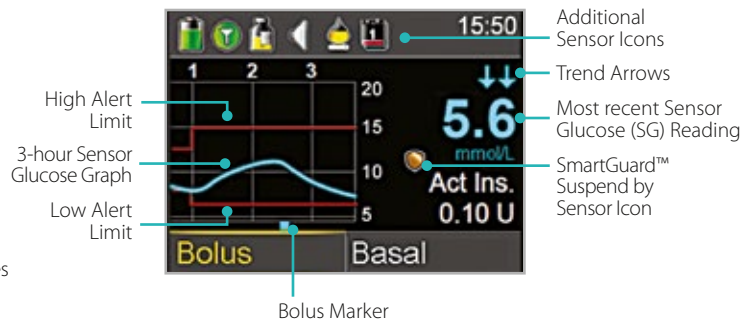 15:50
Additional
Sensor Icons
1
1 2 3
Trend Arrows
20
High Alert
Limit
15
5.6
Most recent Sensor
Glucose (SG) Reading
mmol/L
3-hour Sensor
Glucose Graph
10
Act Ins.
SmartGuard™
Suspend by
Sensor Icon
Low Alert
Limit
5
0.10 U
Bolus
Basal
Bolus Marker